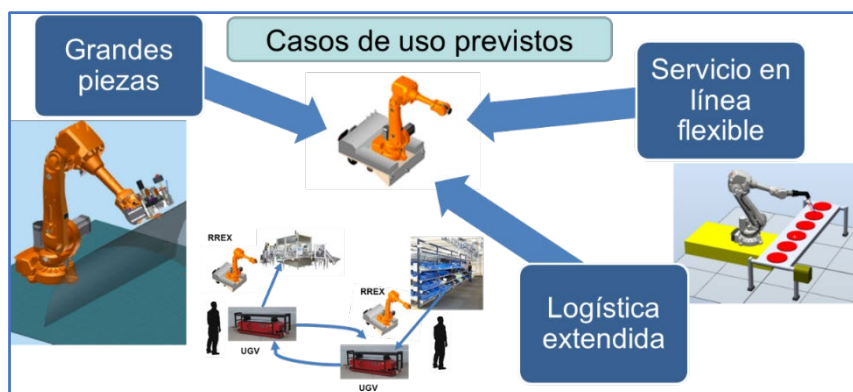 Casos de uso previstos
Grandes
piezas
Servicio en
línea
flexible
RREX
RREX
UGV
UGV
Logística
extendida